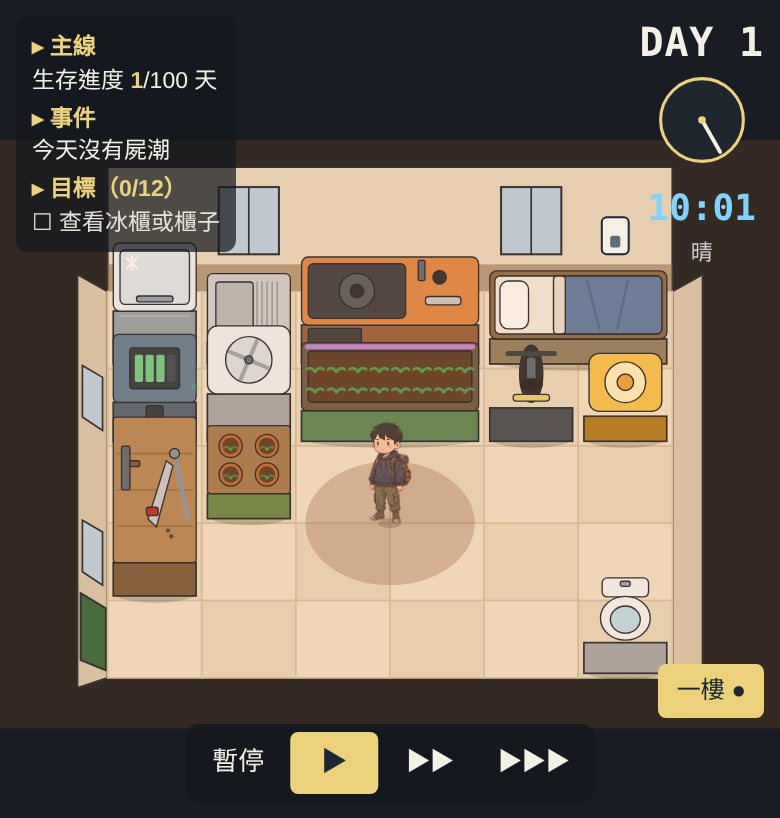 ▸ 主線
生存進度 1/100 天
▸ 事件
今天沒有屍潮
▸ 目標（0/12）
☐ 查看冰櫃或櫃子
DAY 1
10:01
晴
一樓 ●
暫停